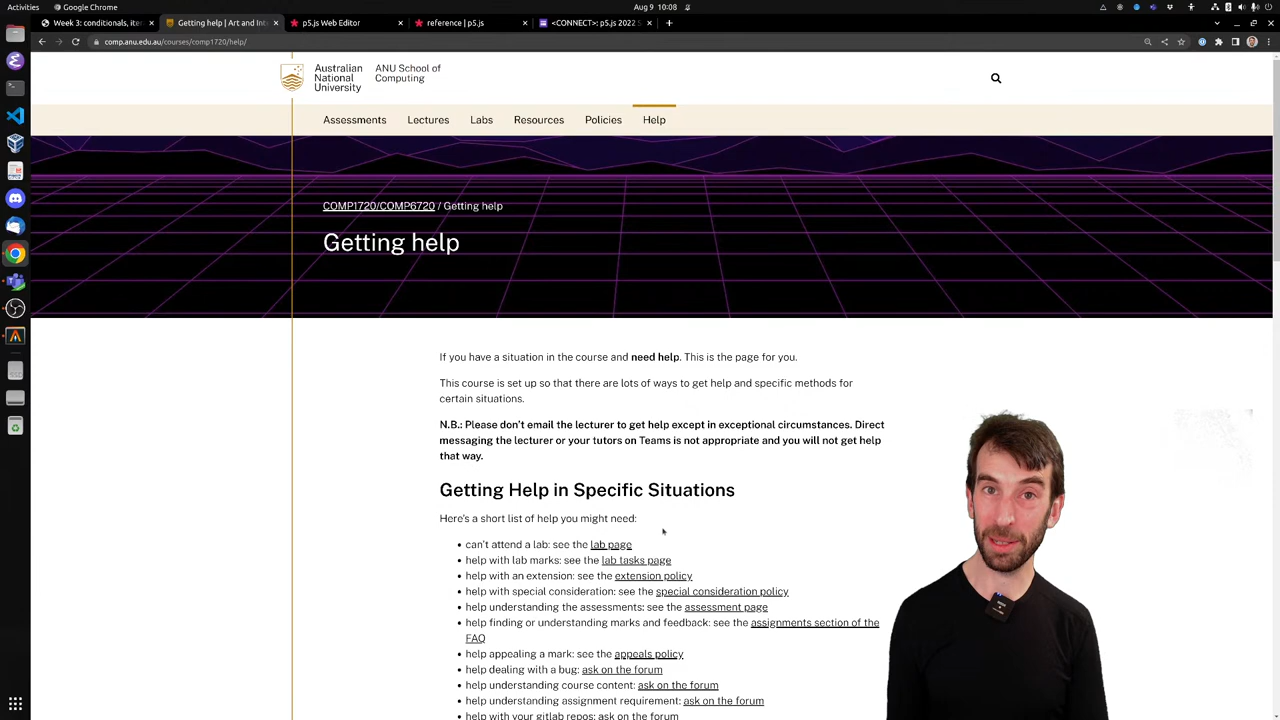 Activities
Google Chrome
Aug 9 10:08
Week 3: conditionals, iter
Getting help | Art and Int
p5.js Web Editor
reference | p5.js
<CONNECT>: p5.js 2022 S
comp.anu.edu.au/courses/comp1720/help/
Australian
National
University
ANU School of
Computing
Assessments
Lectures
Labs
Resources
Policies
Help
COMP1720/COMP6720 / Getting help
Getting help
If you have a situation in the course and need help. This is the page for you.
This course is set up so that there are lots of ways to get help and specific methods for
certain situations.
N.B.: Please don't email the lecturer to get help except in exceptional circumstances. Direct
messaging the lecturer or your tutors on Teams is not appropriate and you will not get help
that way.
Getting Help in Specific Situations
Here's a short list of help you might need:
• can't attend a lab: see the lab page
• help with lab marks: see the lab tasks page
• help with an extension: see the extension policy
• help with special consideration: see the special consideration policy
• help understanding the assessments: see the assessment page
• help finding or understanding marks and feedback: see the assignments section of the
FAQ
• help appealing a mark: see the appeals policy
• help dealing with a bug: ask on the forum
• help understanding course content: ask on the forum
• help understanding assignment requirement: ask on the forum
• help with your gitlab repos: ask on the forum